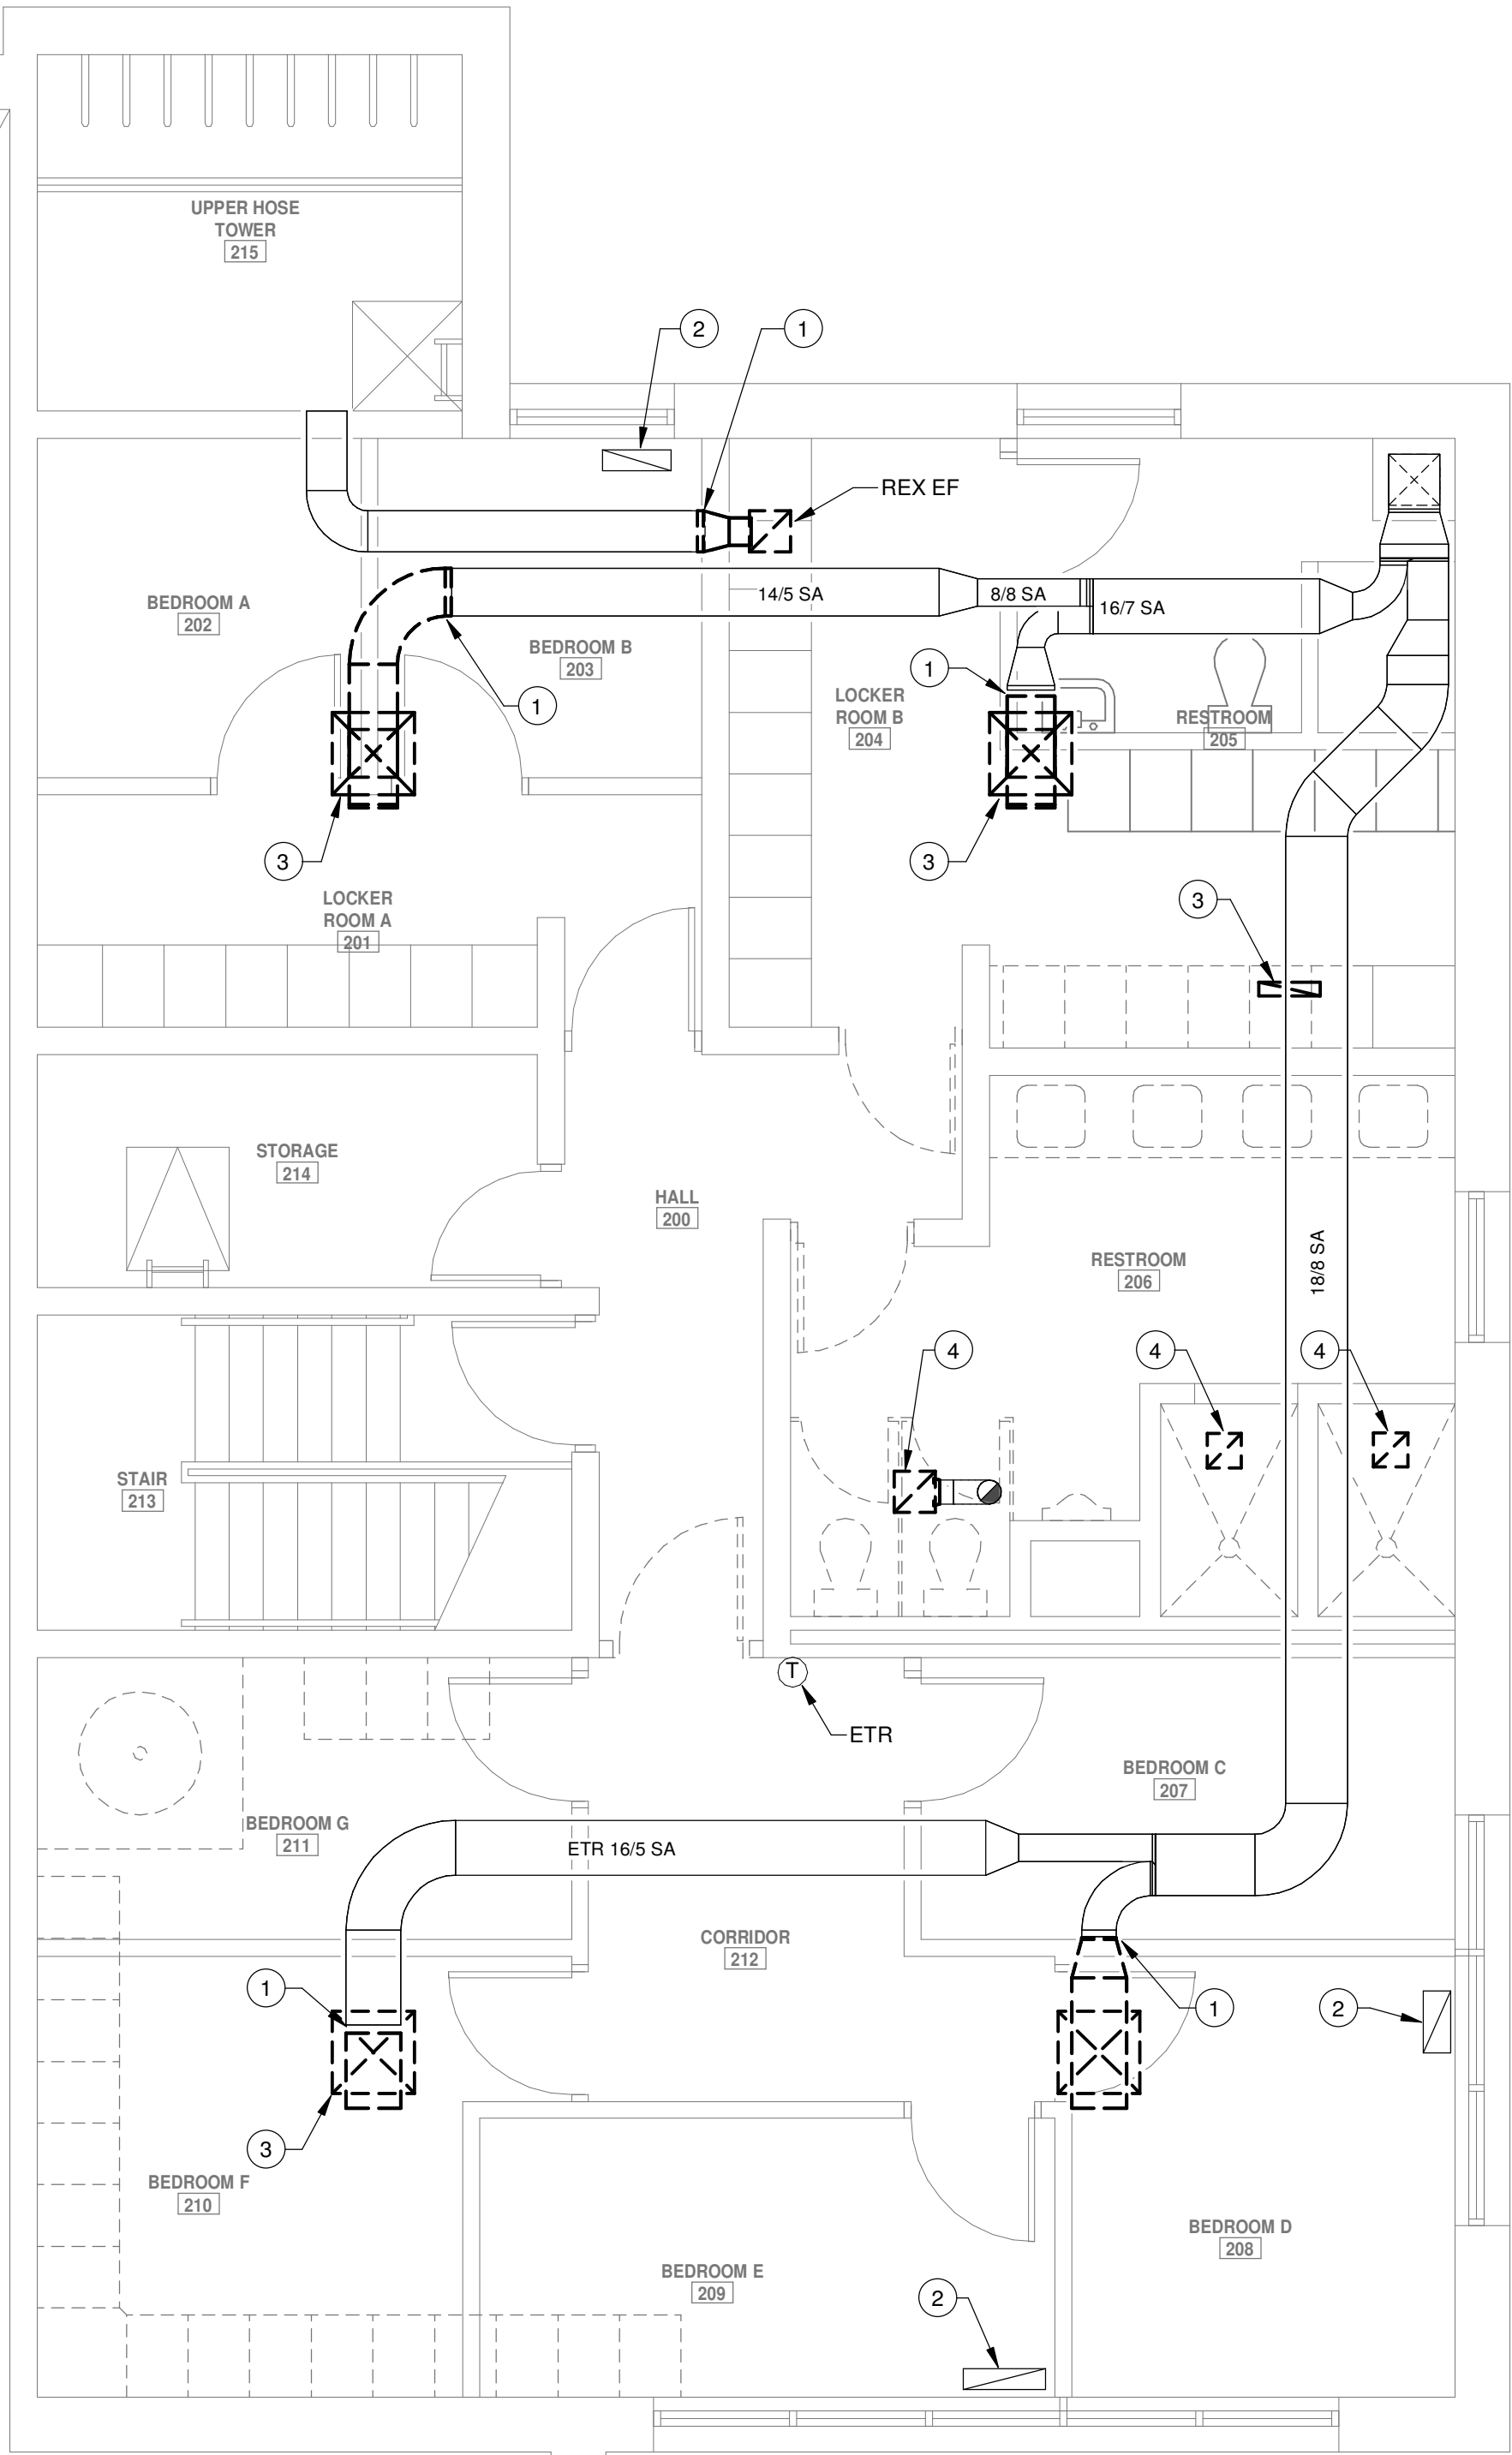 UPPER HOSE
TOWER
215
2
1
REX EF
BEDROOM A
202
14/5 SA
8/8 SA
16/7 SA
BEDROOM B
203
1
1
LOCKER
ROOM B
204
RESTROOM
205
3
3
LOCKER
ROOM A
201
3
STORAGE
214
HALL
200
RESTROOM
206
18/8 SA
4
4
4
STAIR
213
T
ETR
BEDROOM C
207
BEDROOM G
211
ETR 16/5 SA
CORRIDOR
212
1
1
2
3
BEDROOM F
210
BEDROOM D
208
BEDROOM E
209
2